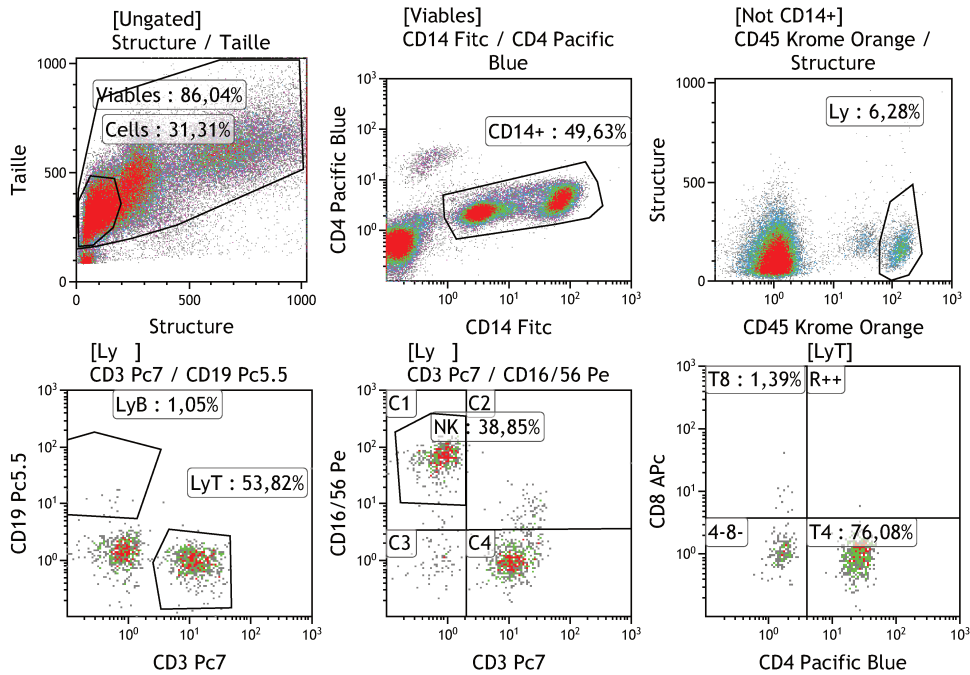 [Ungated]
Structure / Taille
1000
500
0
Viables : 86,04%
Cells : 31,31%
Taille
0
500
1000
Structure
[Viables]
CD14 Fitc / CD4 Pacific
Blue
10³
10²
10¹
10⁰
CD14+ : 49,63%
CD4 Pacific Blue
10⁰
10¹
10²
10³
CD14 Fitc
[Not CD14+]
CD45 Krome Orange /
Structure
1000
500
0
Ly : 6,28%
Structure
10⁰
10¹
10²
10³
CD45 Krome Orange
[Ly ]
CD3 Pc7 / CD19 Pc5.5
10³
10²
10¹
10⁰
LyB : 1,05%
LyT : 53,82%
CD19 Pc5.5
10⁰
10¹
10²
10³
CD3 Pc7
[Ly ]
CD3 Pc7 / CD16/56 Pe
10³
10²
10¹
10⁰
C1
C2
NK : 38,85%
C3
C4
CD16/56 Pe
10⁰
10¹
10²
10³
CD3 Pc7
[LyT]
10³
10²
10¹
10⁰
T8 : 1,39%
R++
4-8-
T4 : 76,08%
CD8 APc
10⁰
10¹
10²
10³
CD4 Pacific Blue